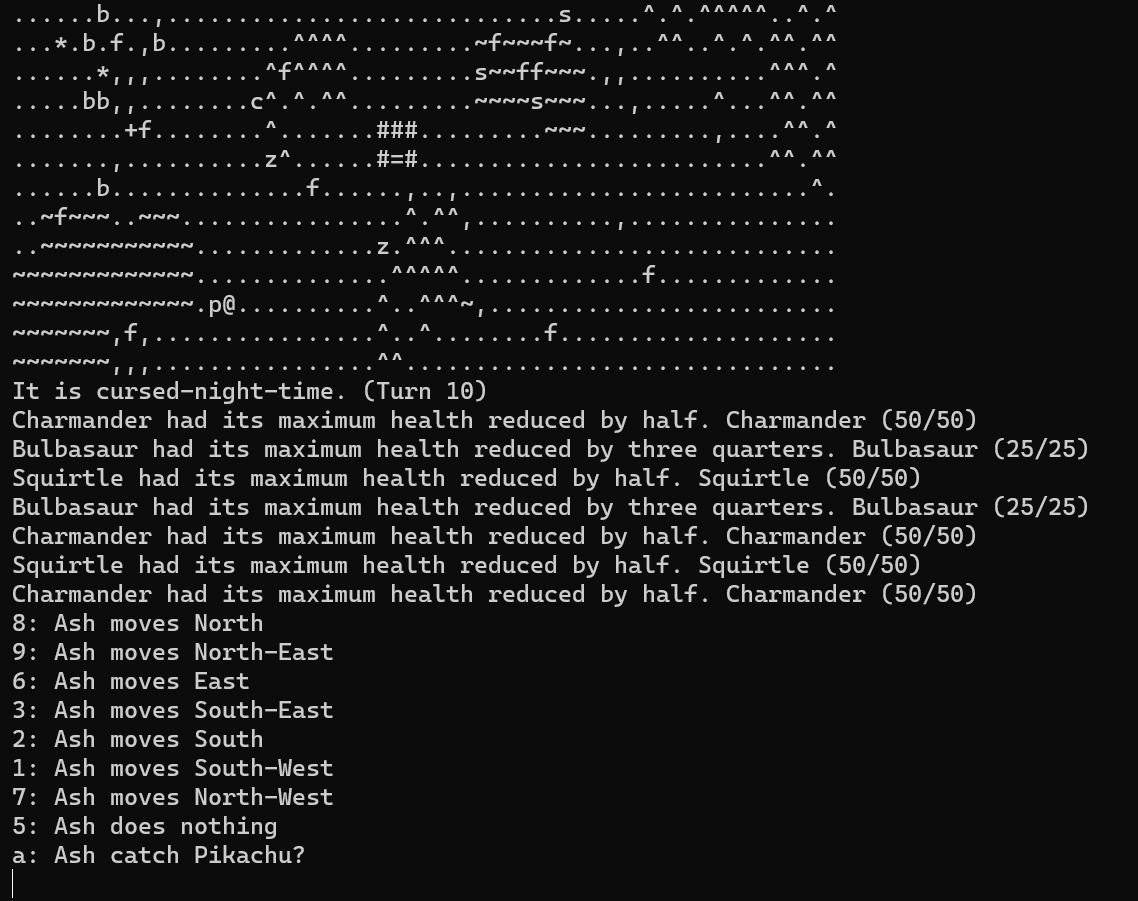 ......b...,............................s.....^.^.^^^^^..^.^
...*.b.f.,b.........^^^^.........~f~~~f~...,..^^..^.^.^^.^^
......*,,,........^f^^^^.........s~~ff~~~.,,..........^^^.^
.....bb,,........c^.^.^^.........~~~~s~~~...,.....^...^^.^^
........+f........^.......###.........~~~.........,....^^.^
.......,..........z^......#=#.........................^^.^^
......b..............f......,..,.........................^.
..~f~~~..~~~................^.^^,..........,...............
..~~~~~~~~~~~.............z.^^^............................
~~~~~~~~~~~~~..............^^^^^.............f.............
~~~~~~~~~~~~~.p@..........^..^^^~,.........................
~~~~~~~,f,................^..^........f....................
~~~~~~~,,,................^^...............................
It is cursed-night-time. (Turn 10)
Charmander had its maximum health reduced by half. Charmander (50/50)
Bulbasaur had its maximum health reduced by three quarters. Bulbasaur (25/25)
Squirtle had its maximum health reduced by half. Squirtle (50/50)
Bulbasaur had its maximum health reduced by three quarters. Bulbasaur (25/25)
Charmander had its maximum health reduced by half. Charmander (50/50)
Squirtle had its maximum health reduced by half. Squirtle (50/50)
Charmander had its maximum health reduced by half. Charmander (50/50)
8: Ash moves North
9: Ash moves North-East
6: Ash moves East
3: Ash moves South-East
2: Ash moves South
1: Ash moves South-West
7: Ash moves North-West
5: Ash does nothing
a: Ash catch Pikachu?